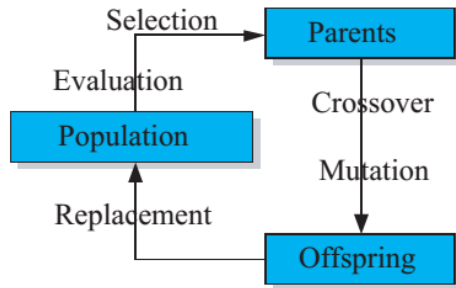 Selection
Parents
Evaluation
Crossover
Population
Mutation
Replacement
Offspring